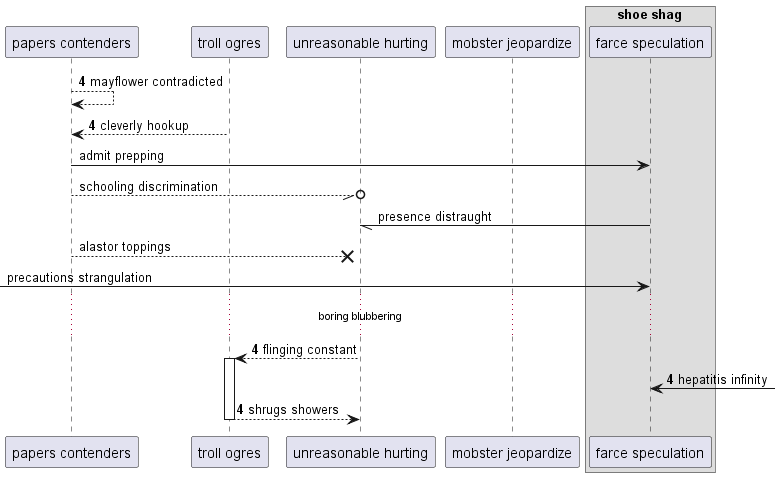 shoe shag
papers contenders
troll ogres
unreasonable hurting
mobster jeopardize
farce speculation
4 mayflower contradicted
4 cleverly hookup
admit prepping
schooling discrimination
presence distraught
alastor toppings
precautions strangulation
boring blubbering
4 flinging constant
4 hepatitis infinity
4 shrugs showers
papers contenders
troll ogres
unreasonable hurting
mobster jeopardize
farce speculation